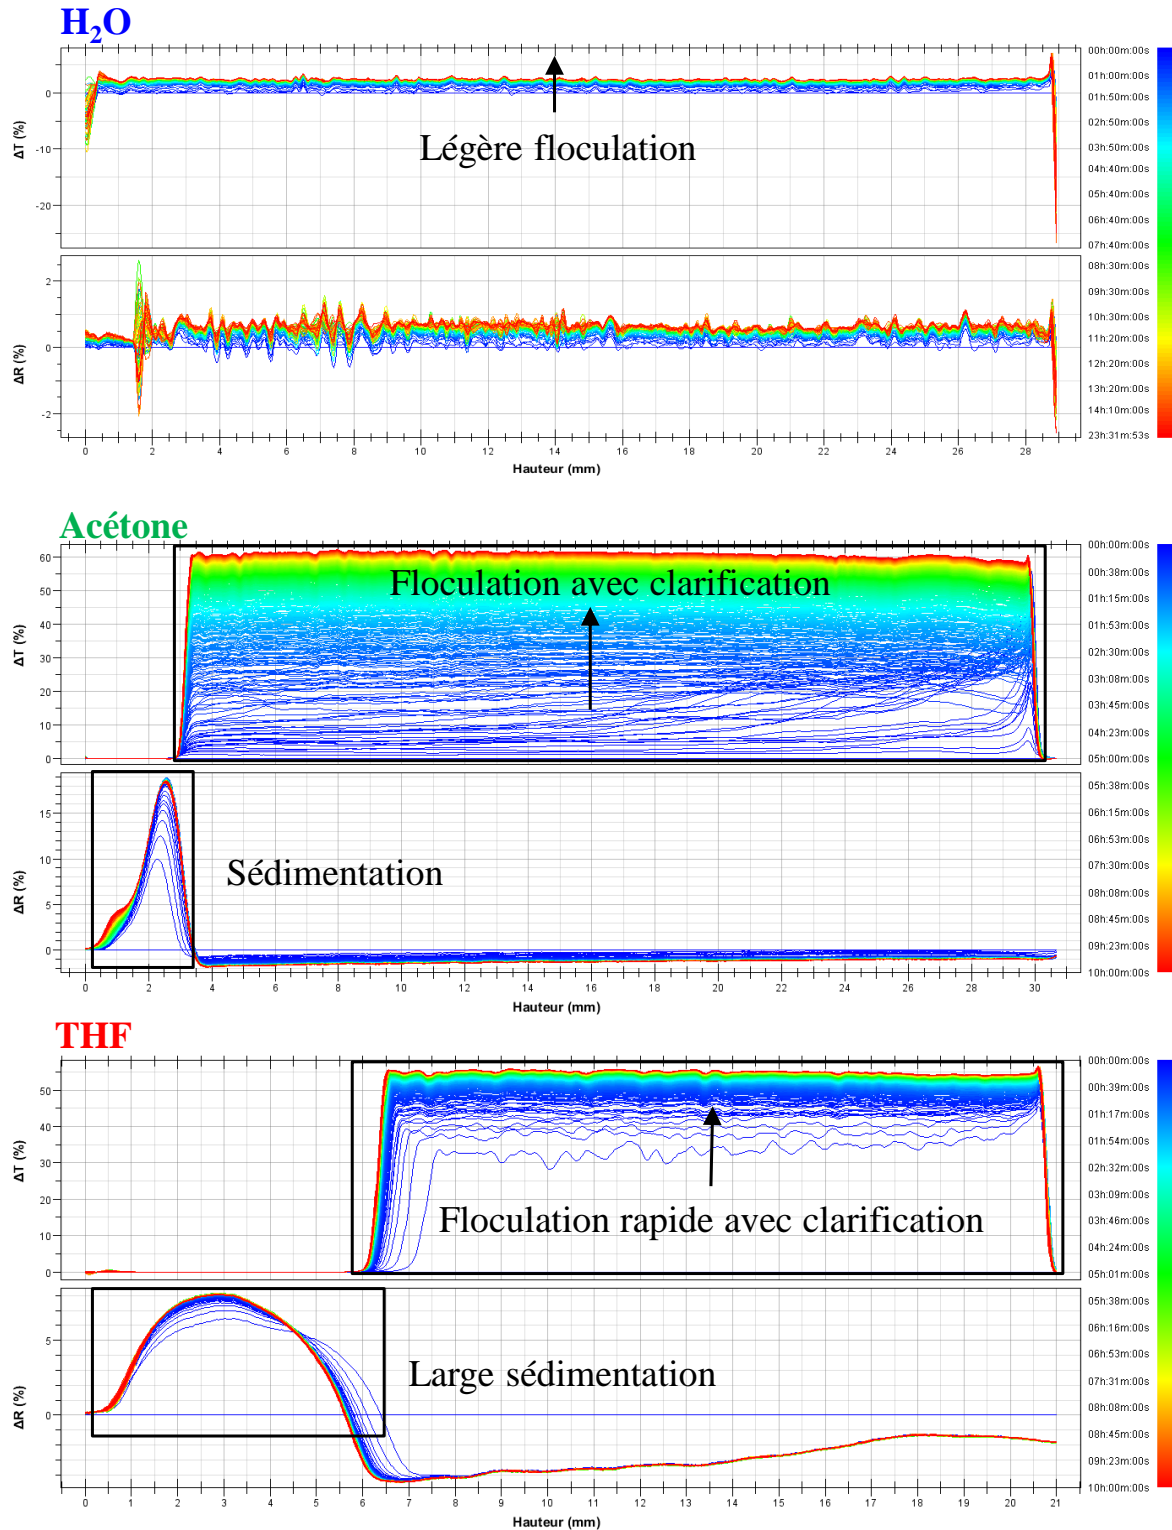 H₂O
0
-10
-20
ΔT (%)
Légère floculation
00h:00m:00s
01h:00m:00s
01h:50m:00s
02h:50m:00s
03h:50m:00s
04h:40m:00s
05h:40m:00s
06h:40m:00s
07h:40m:00s
2
0
-2
ΔR (%)
08h:30m:00s
09h:30m:00s
10h:30m:00s
11h:20m:00s
12h:20m:00s
13h:20m:00s
14h:10m:00s
23h:31m:53s
0 2 4 6 8 10 12 14 16 18 20 22 24 26 28
Hauteur (mm)
Acétone
60
50
40
30
20
10
0
ΔT (%)
Floculation avec clarification
00h:00m:00s
00h:38m:00s
01h:15m:00s
01h:53m:00s
02h:30m:00s
03h:08m:00s
03h:45m:00s
04h:23m:00s
05h:00m:00s
15
10
5
0
ΔR (%)
Sédimentation
05h:38m:00s
06h:15m:00s
06h:53m:00s
07h:30m:00s
08h:08m:00s
08h:45m:00s
09h:23m:00s
10h:00m:00s
0 2 4 6 8 10 12 14 16 18 20 22 24 26 28 30
Hauteur (mm)
THF
50
40
30
20
10
0
ΔT (%)
Floculation rapide avec clarification
00h:00m:00s
00h:39m:00s
01h:17m:00s
01h:54m:00s
02h:32m:00s
03h:09m:00s
03h:46m:00s
04h:24m:00s
05h:01m:00s
5
0
ΔR (%)
Large sédimentation
05h:38m:00s
06h:16m:00s
06h:53m:00s
07h:31m:00s
08h:08m:00s
08h:45m:00s
09h:23m:00s
10h:00m:00s
0 1 2 3 4 5 6 7 8 9 10 11 12 13 14 15 16 17 18 19 20 21
Hauteur (mm)